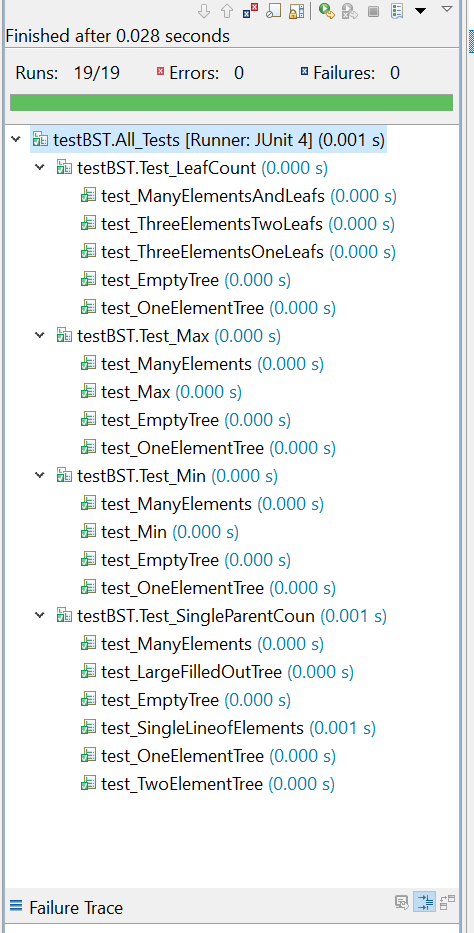 Finished after 0.028 seconds
Runs: 19/19 Errors: 0 Failures: 0
testBST.All_Tests [Runner: JUnit 4] (0.001 s)
testBST.Test_LeafCount (0.000 s)
test_ManyElementsAndLeafs (0.000 s)
test_ThreeElementsTwoLeafs (0.000 s)
test_ThreeElementsOneLeafs (0.000 s)
test_EmptyTree (0.000 s)
test_OneElementTree (0.000 s)
testBST.Test_Max (0.000 s)
test_ManyElements (0.000 s)
test_Max (0.000 s)
test_EmptyTree (0.000 s)
test_OneElementTree (0.000 s)
testBST.Test_Min (0.000 s)
test_ManyElements (0.000 s)
test_Min (0.000 s)
test_EmptyTree (0.000 s)
test_OneElementTree (0.000 s)
testBST.Test_SingleParentCoun (0.001 s)
test_ManyElements (0.000 s)
test_LargeFilledOutTree (0.000 s)
test_EmptyTree (0.000 s)
test_SingleLineofElements (0.001 s)
test_OneElementTree (0.000 s)
test_TwoElementTree (0.000 s)
Failure Trace